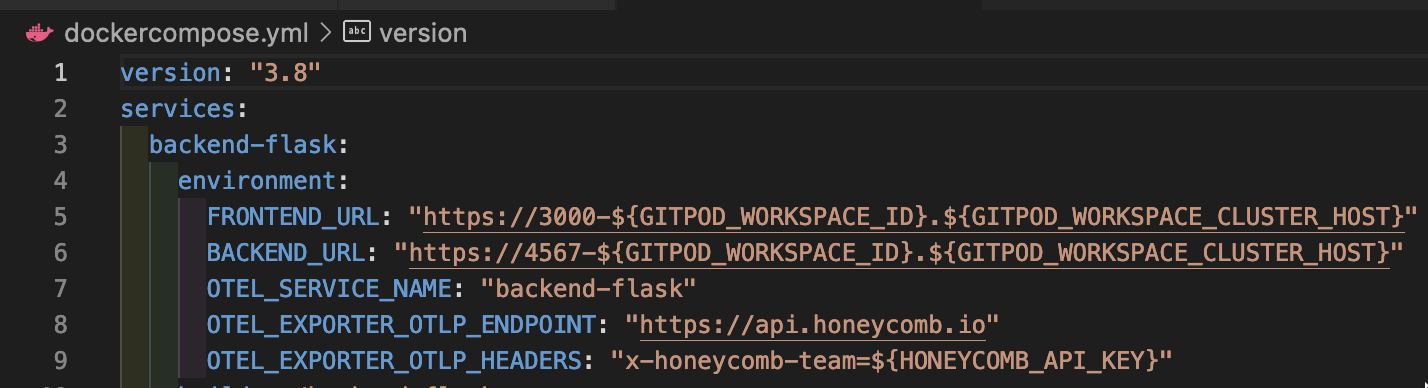 dockercompose.yml > abc version
1 version: "3.8"
2 services:
3 backend-flask:
4 environment:
5 FRONTEND_URL: "https://3000-${GITPOD_WORKSPACE_ID}.${GITPOD_WORKSPACE_CLUSTER_HOST}"
6 BACKEND_URL: "https://4567-${GITPOD_WORKSPACE_ID}.${GITPOD_WORKSPACE_CLUSTER_HOST}"
7 OTEL_SERVICE_NAME: "backend-flask"
8 OTEL_EXPORTER_OTLP_ENDPOINT: "https://api.honeycomb.io"
9 OTEL_EXPORTER_OTLP_HEADERS: "x-honeycomb-team=${HONEYCOMB_API_KEY}"